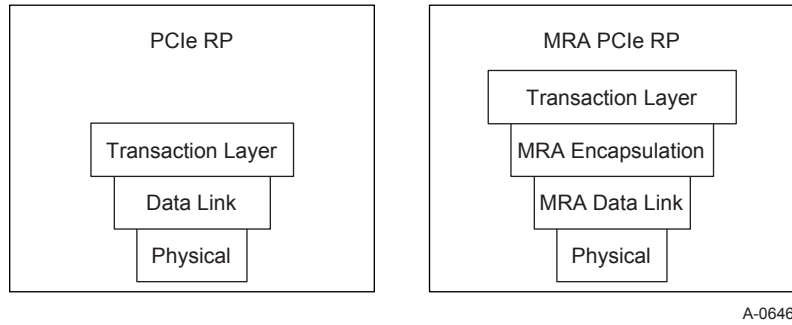 PCIe RP
Transaction Layer
Data Link
Physical
MRA PCIe RP
Transaction Layer
MRA Encapsulation
MRA Data Link
Physical
A-0646